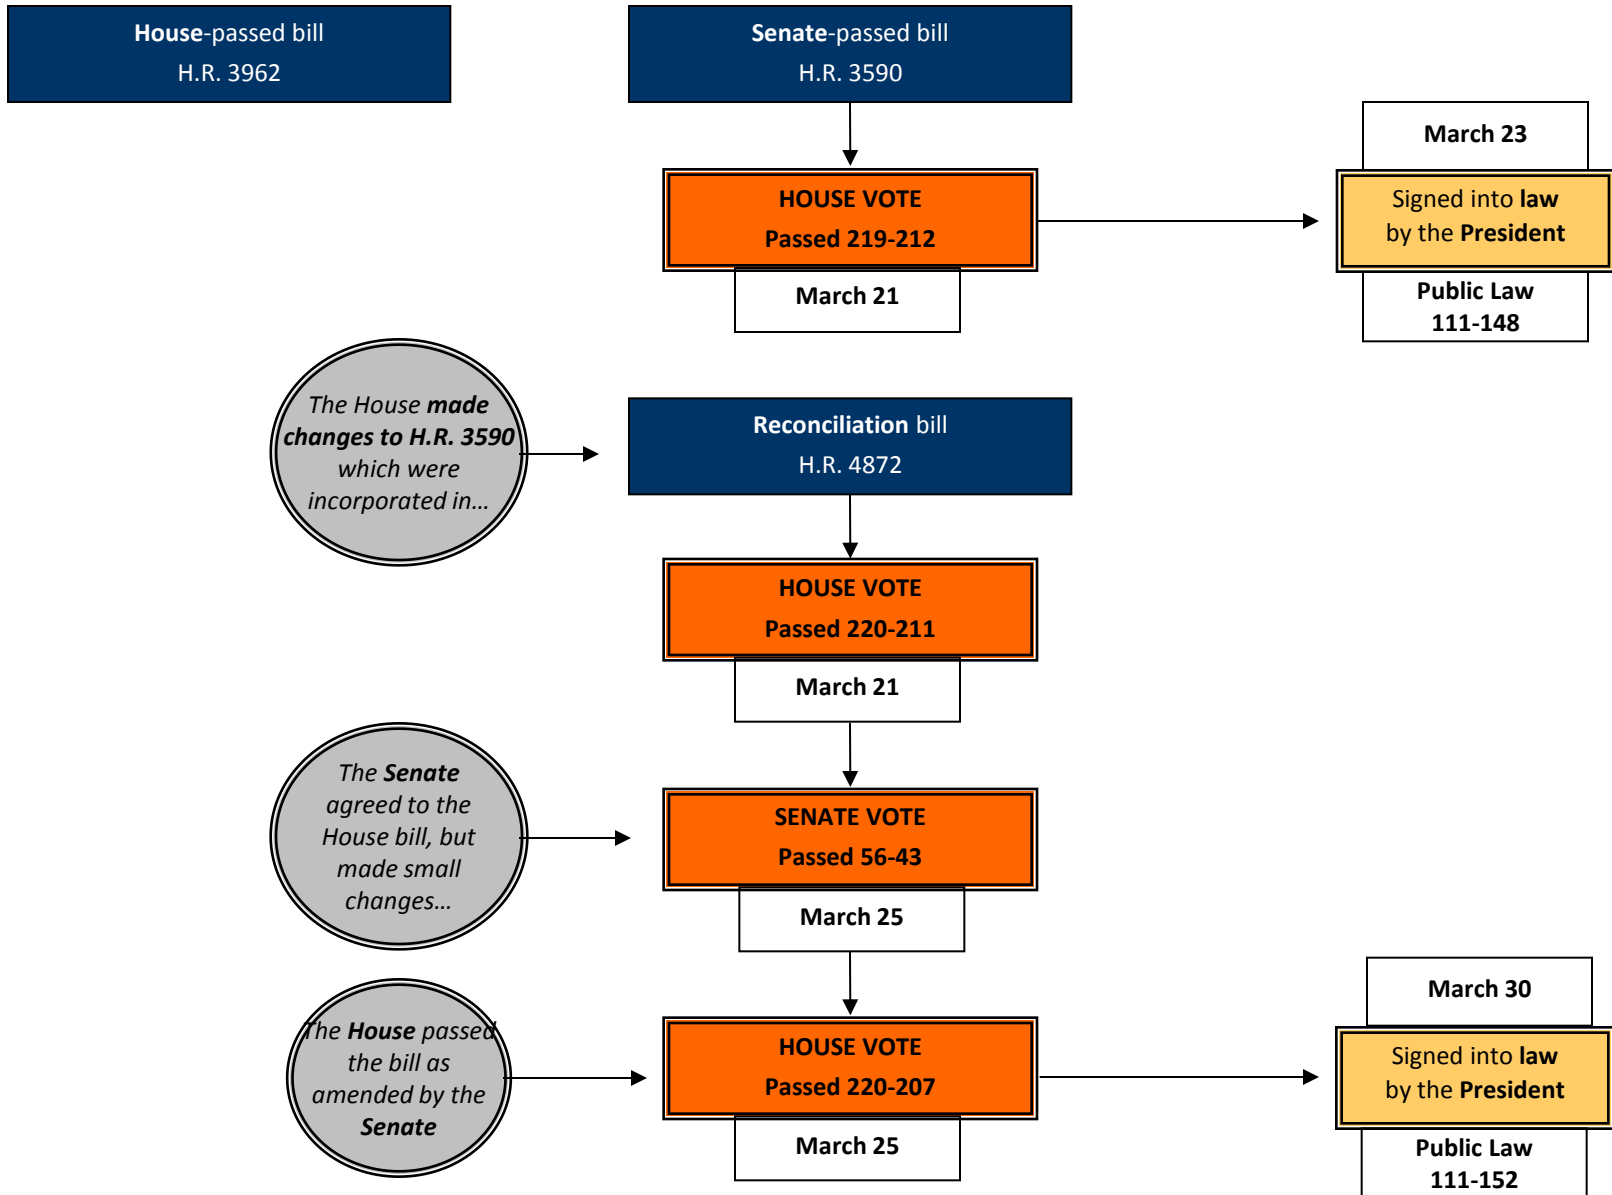 House-passed bill
H.R. 3962
Senate-passed bill
H.R. 3590
March 23
HOUSE VOTE
Passed 219-212
Signed into law
by the President
March 21
Public Law
111-148
The House made
changes to H.R. 3590
which were
incorporated in…
Reconciliation bill
H.R. 4872
HOUSE VOTE
Passed 220-211
March 21
The Senate
agreed to the
House bill, but
made small
changes…
SENATE VOTE
Passed 56-43
March 25
The House passed
the bill as
amended by the
Senate
HOUSE VOTE
Passed 220-207
March 25
March 30
Signed into law
by the President
Public Law
111-152